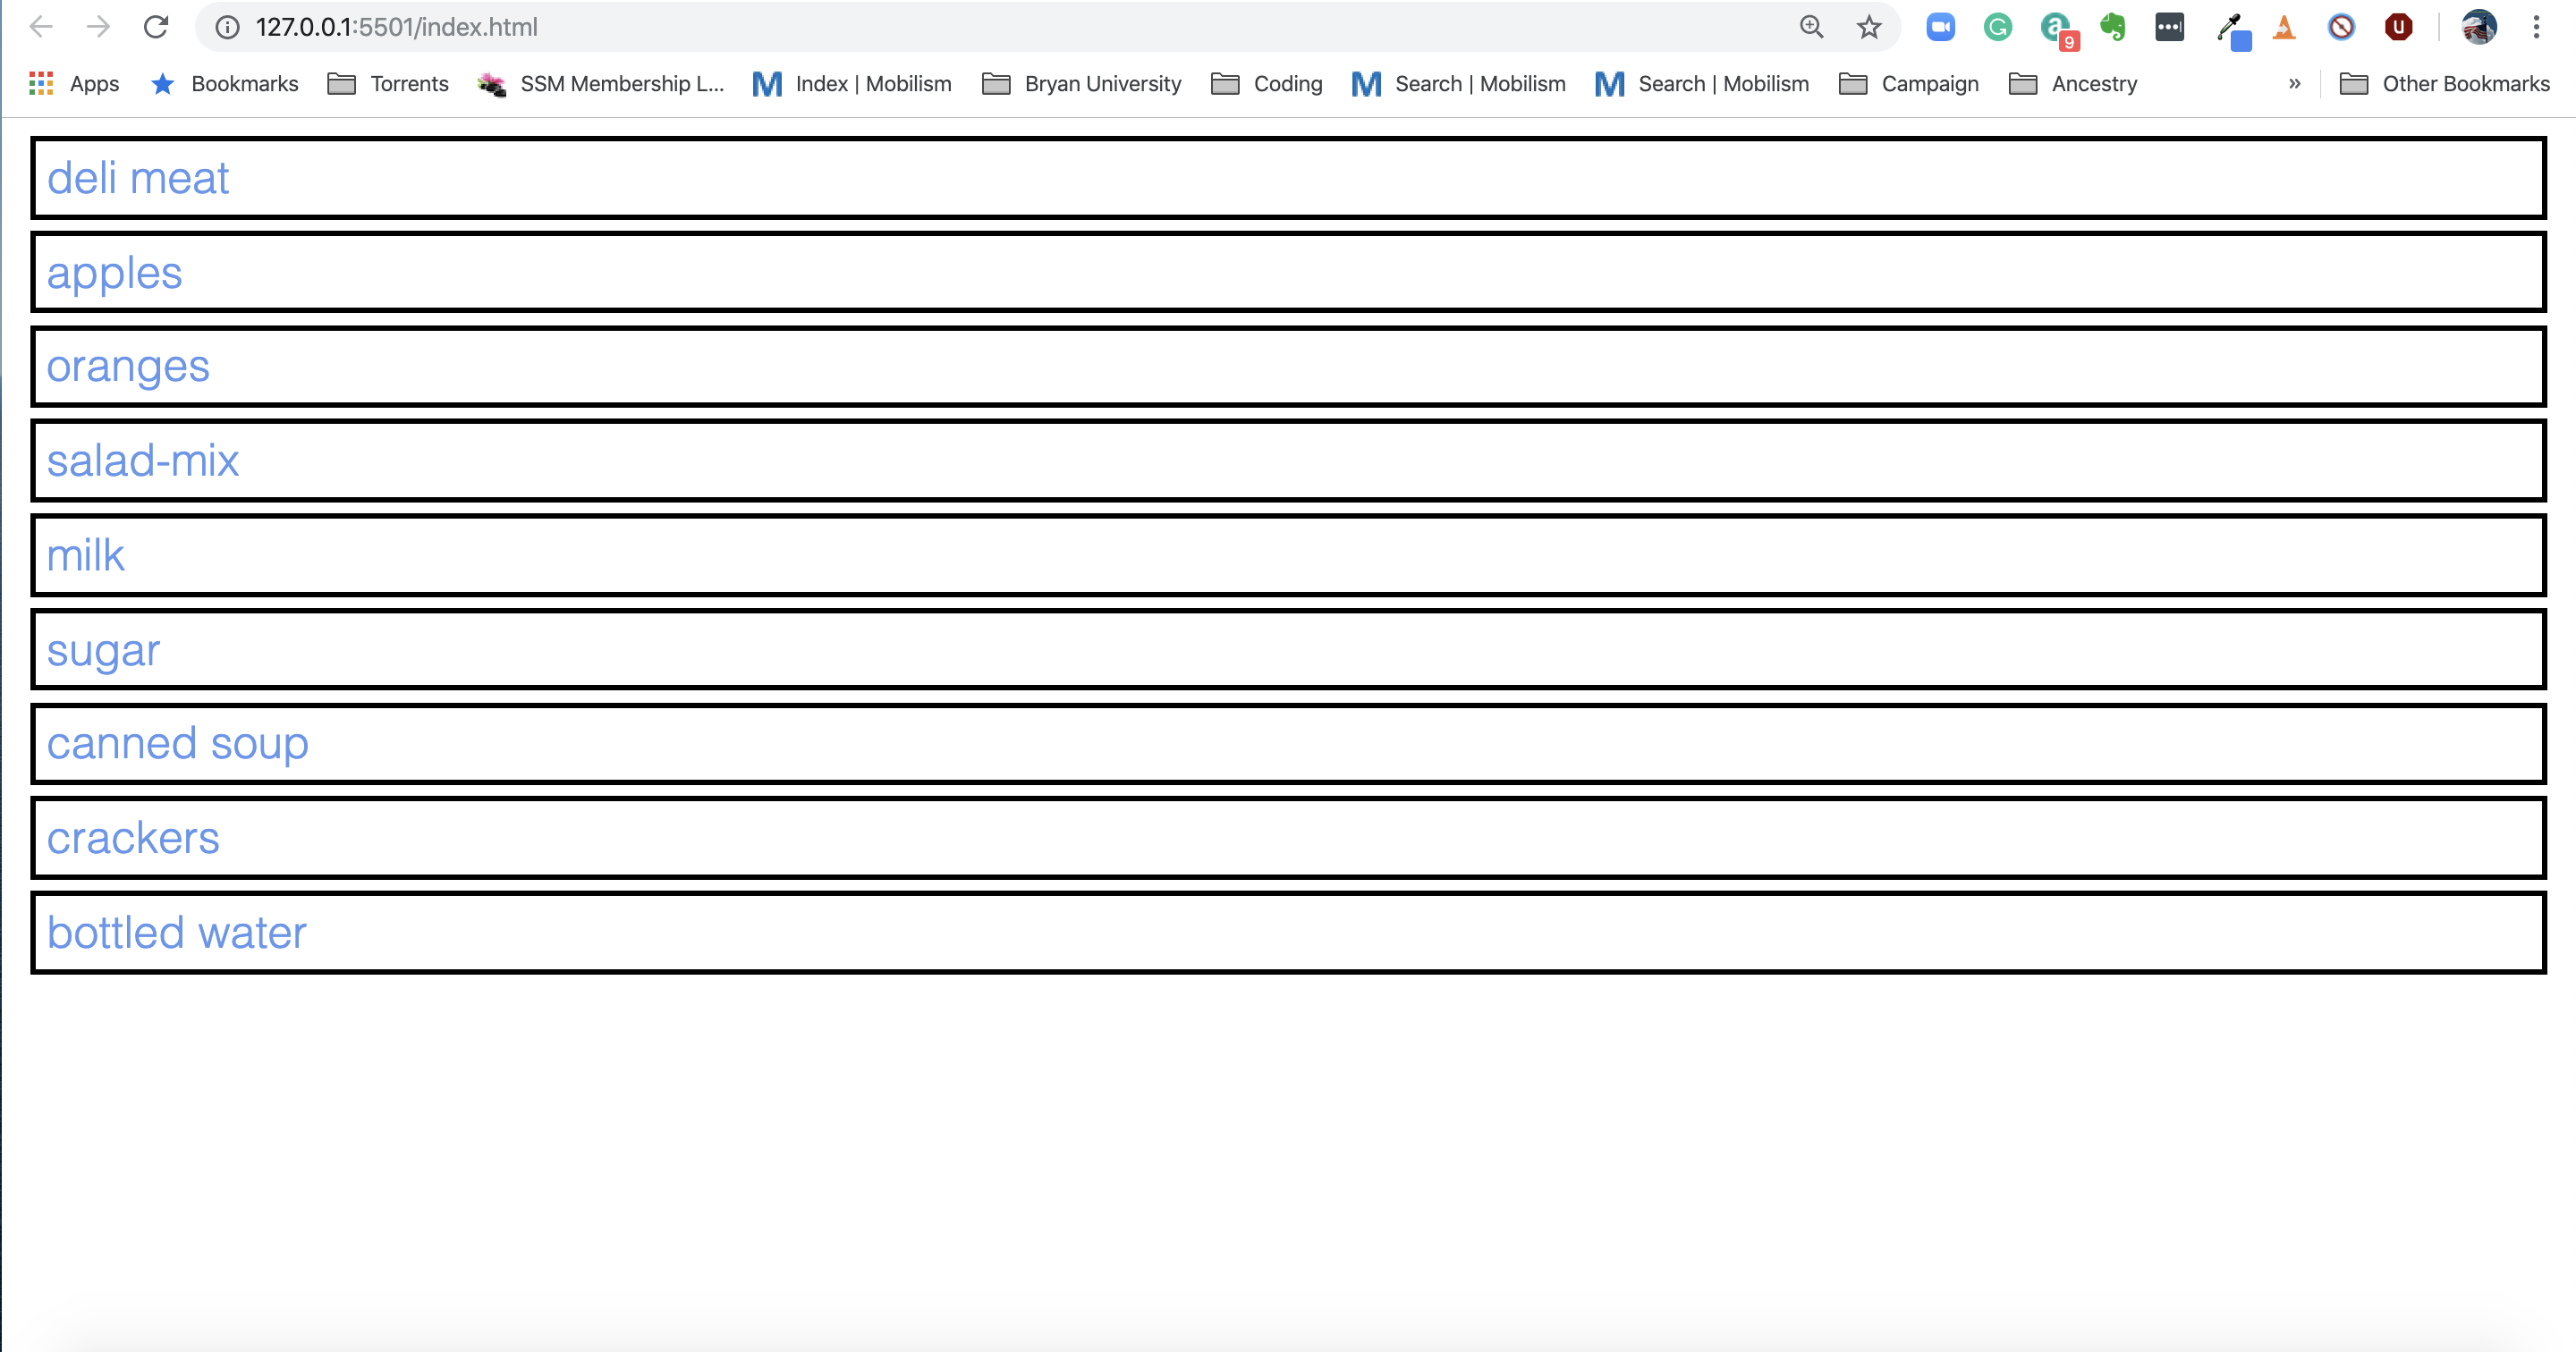 127.0.0.1:5501/index.html
9
Apps Bookmarks Torrents SSM Membership L... Index | Mobilism Bryan University Coding Search | Mobilism Search | Mobilism Campaign Ancestry » Other Bookmarks
deli meat
apples
oranges
salad-mix
milk
sugar
canned soup
crackers
bottled water